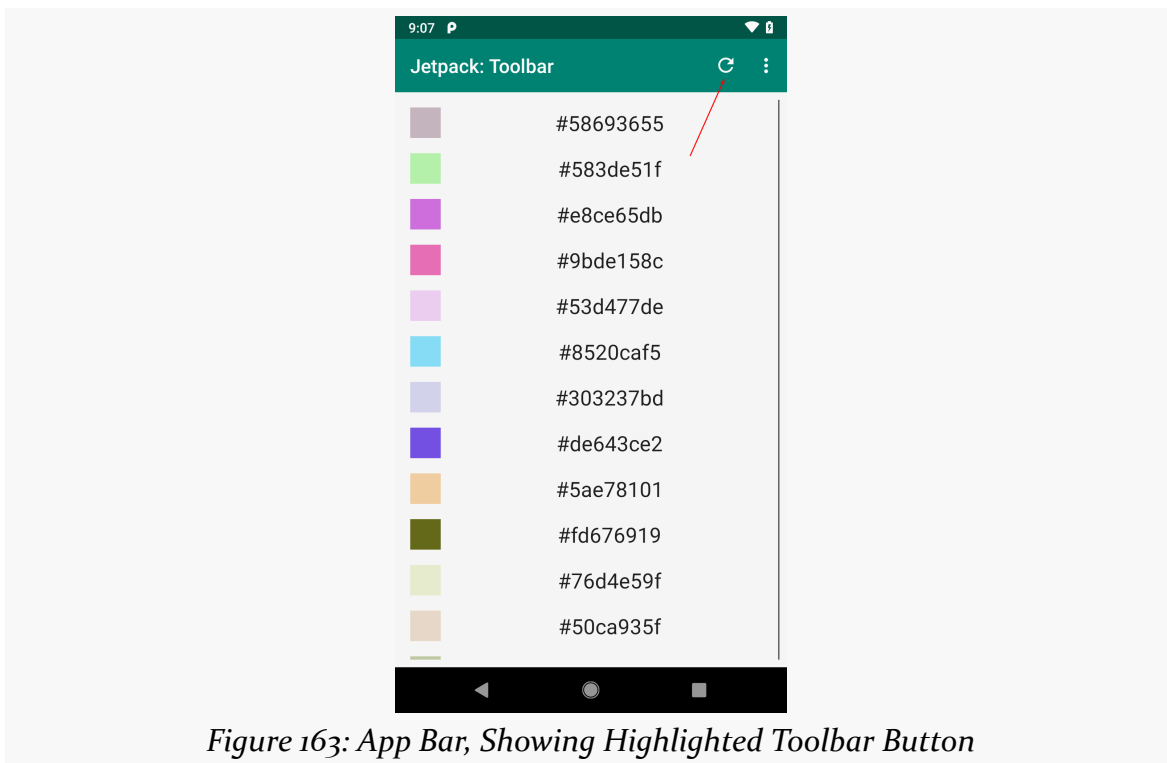 9:07
Jetpack: Toolbar
#58693655
#583de51f
#e8ce65db
#9bde158c
#53d477de
#8520caf5
#303237bd
#de643ce2
#5ae78101
#fd676919
#76d4e59f
#50ca935f
Figure 163: App Bar, Showing Highlighted Toolbar Button